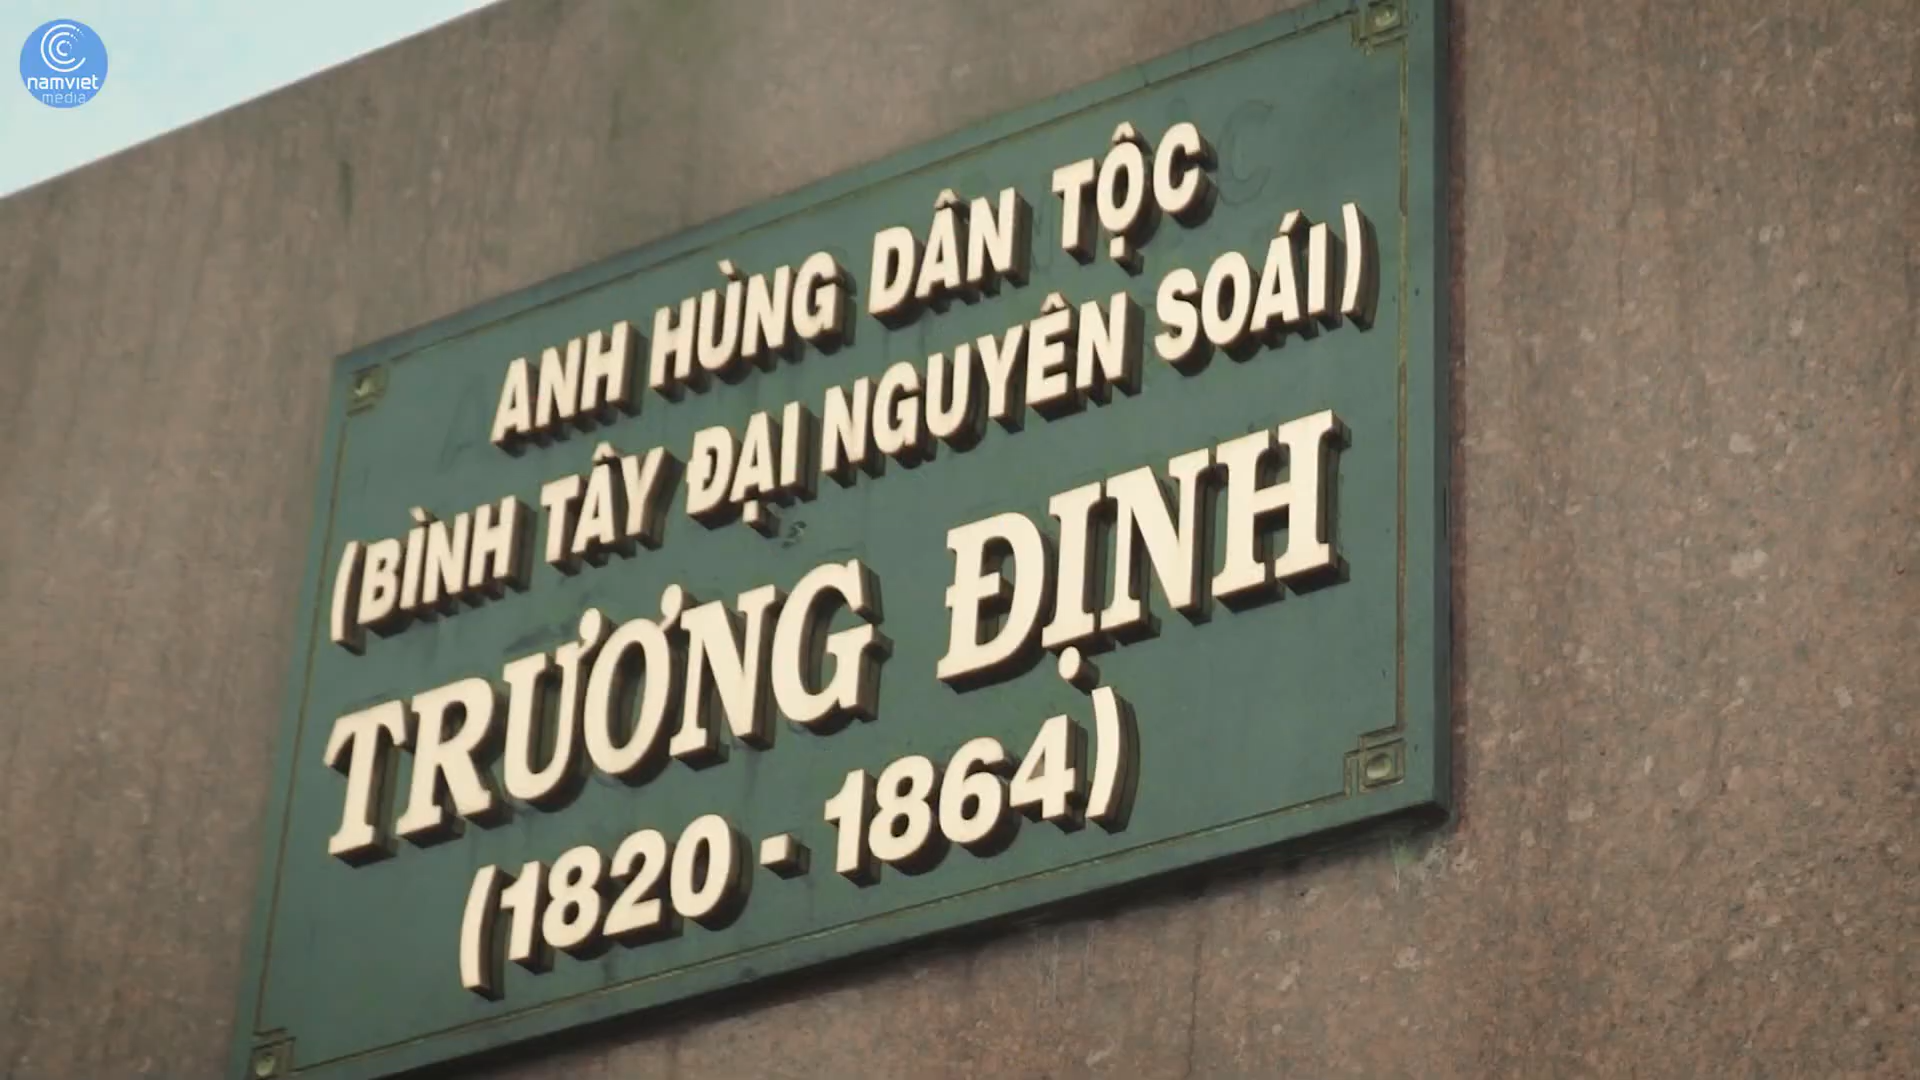 namviet
media
ANH HÙNG DÂN TỘC
(BÌNH TÂY ĐẠI NGUYÊN SOÁI)
TRƯƠNG ĐỊNH
(1820 - 1864)